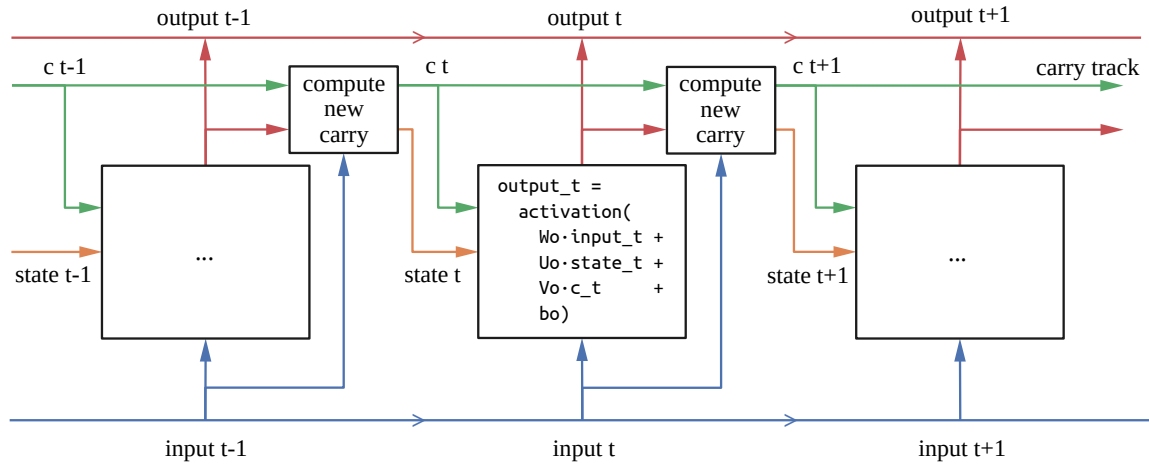 output t-1
output t
output t+1
c t-1
compute
new
carry
c t
compute
new
carry
c t+1
carry track
...
output_t =
activation(
Wo·input_t +
Uo·state_t +
Vo·c_t +
bo)
...
state t-1
state t
state t+1
input t-1
input t
input t+1